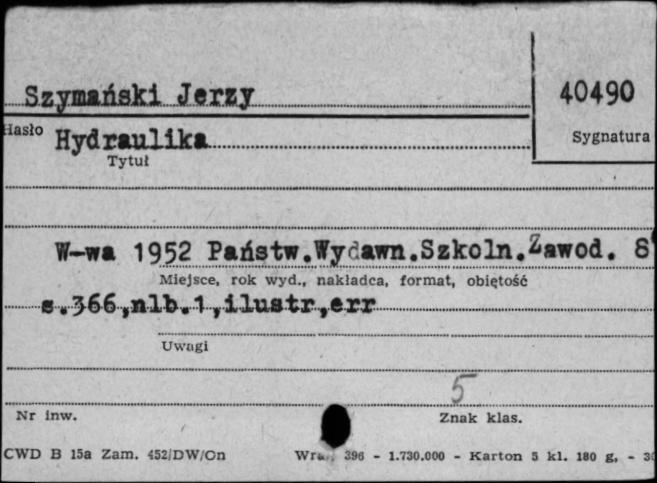 Szymański Jerzy
40490
Hasło
Sygnatura
Hydraulika
Tytuł
W-wa 1952 Państw.Wydawn.Szkoln.Zawod. 8°
Miejsce, rok wyd., nakładca, format, obiętość
s.366,nlb.1,ilustr,err
Uwagi
5
Nr inw.
Znak klas.
CWD B 15a Zam. 452/DW/On
396 - 1.730.000 - Karton 5 kl. 180 g, -